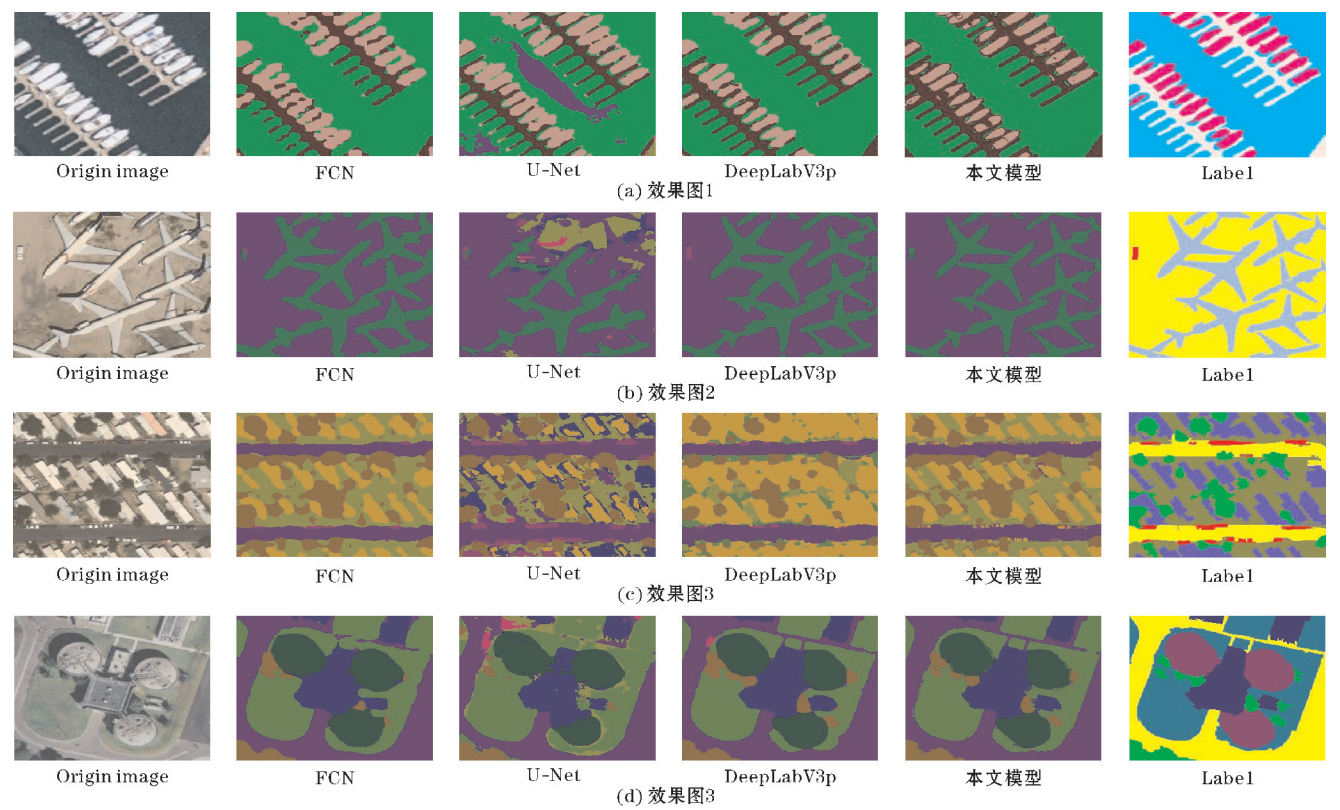 Origin image FCN U-Net DeepLabV3p 本文模型 Labe1
(a) 效果图1
Origin image FCN U-Net DeepLabV3p 本文模型 Labe1
(b) 效果图2
Origin image FCN U-Net DeepLabV3p 本文模型 Labe1
(c) 效果图3
Origin image FCN U-Net DeepLabV3p 本文模型 Labe1
(d) 效果图3